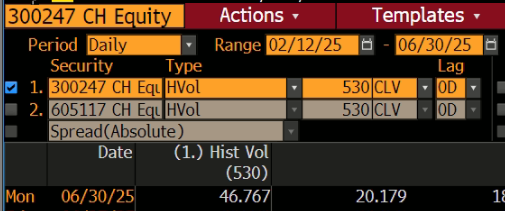 300247 CH Equity Actions Templates
Period Daily Range 02/12/25 - 06/30/25
Security Type Lag
1. 300247 CH Equ HVol 530 CLV 0D
2. 605117 CH Equ HVol 530 CLV 0D
Spread(Absolute)
Date (1.) Hist Vol
(530)
Mon 06/30/25 46.767 20.179 18